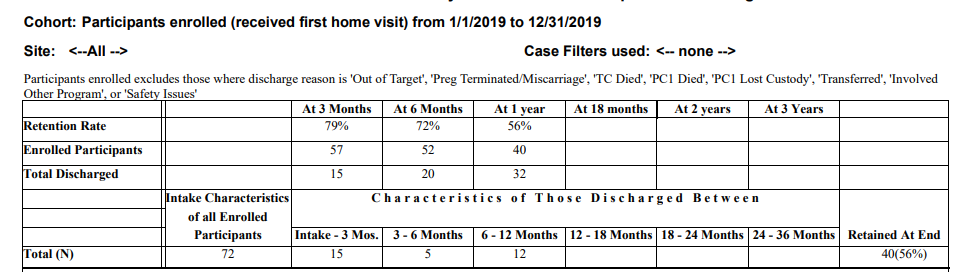 Cohort: Participants enrolled (received first home visit) from 1/1/2019 to 12/31/2019
Site: <--All --> Case Filters used: <-- none -->
Participants enrolled excludes those where discharge reason is 'Out of Target', 'Preg Terminated/Miscarriage', 'TC Died', 'PC1 Died', 'PC1 Lost Custody', 'Transferred', 'Involved
Other Program', or 'Safety Issues'
At 3 Months At 6 Months At 1 year At 18 months At 2 years At 3 Years
Retention Rate 79% 72% 56%
Enrolled Participants 57 52 40
Total Discharged 15 20 32
Intake Characteristics Characteristics of Those Discharged Between
of all Enrolled
Participants Intake - 3 Mos. 3 - 6 Months 6 - 12 Months 12 - 18 Months 18 - 24 Months 24 - 36 Months Retained At End
Total (N) 72 15 5 12 40(56%)